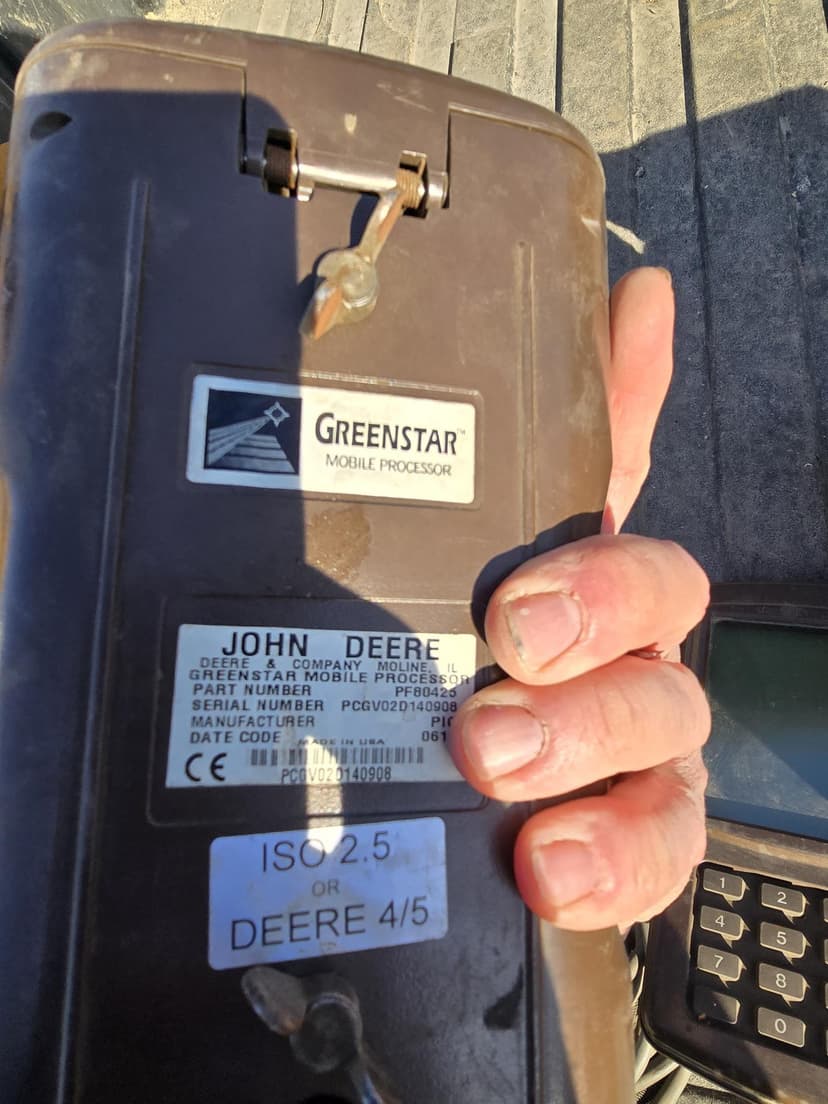 GREENSTAR™
MOBILE PROCESSOR
JOHN DEERE
DEERE & COMPANY MOLINE, IL
GREENSTAR MOBILE PROCESSOR
PART NUMBER PF80425
SERIAL NUMBER PCGV02D140908
MANUFACTURER
DATE CODE 061
MADE IN USA
CE
PCGV02D140908
ISO 2.5
OR
DEERE 4/5
1 2
4 5
7 8
0